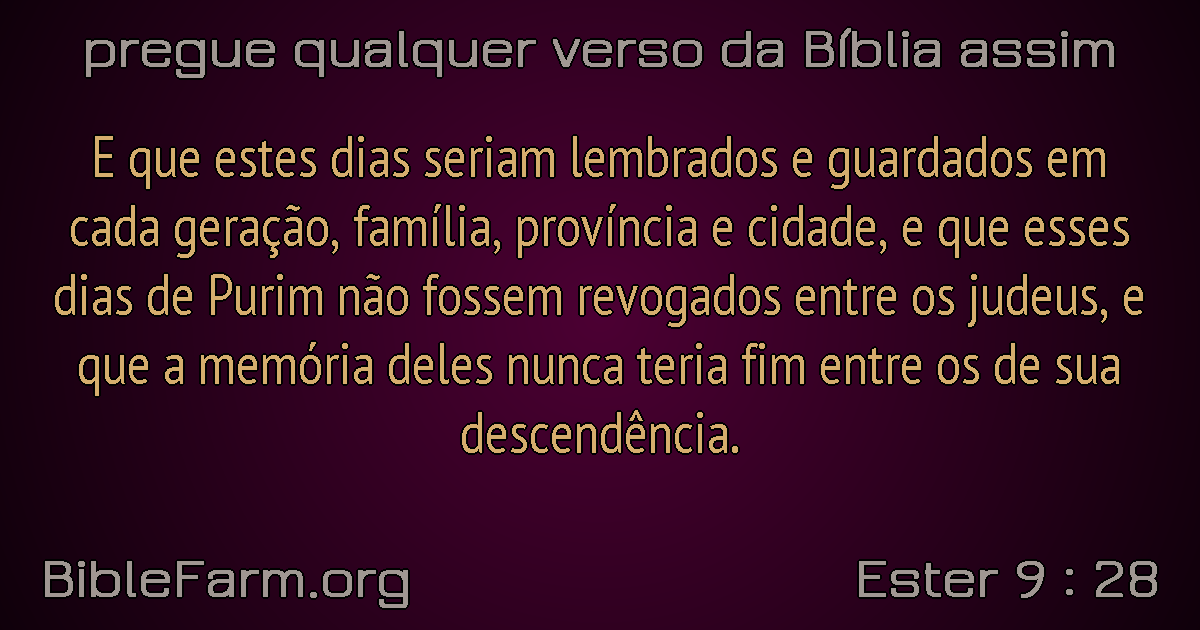 pregue qualquer verso da Bíblia assim
E que estes dias seriam lembrados e guardados em
cada geração, família, província e cidade, e que esses
dias de Purim não fossem revogados entre os judeus, e
que a memória deles nunca teria fim entre os de sua
descendência.
BibleFarm.org
Ester 9 : 28